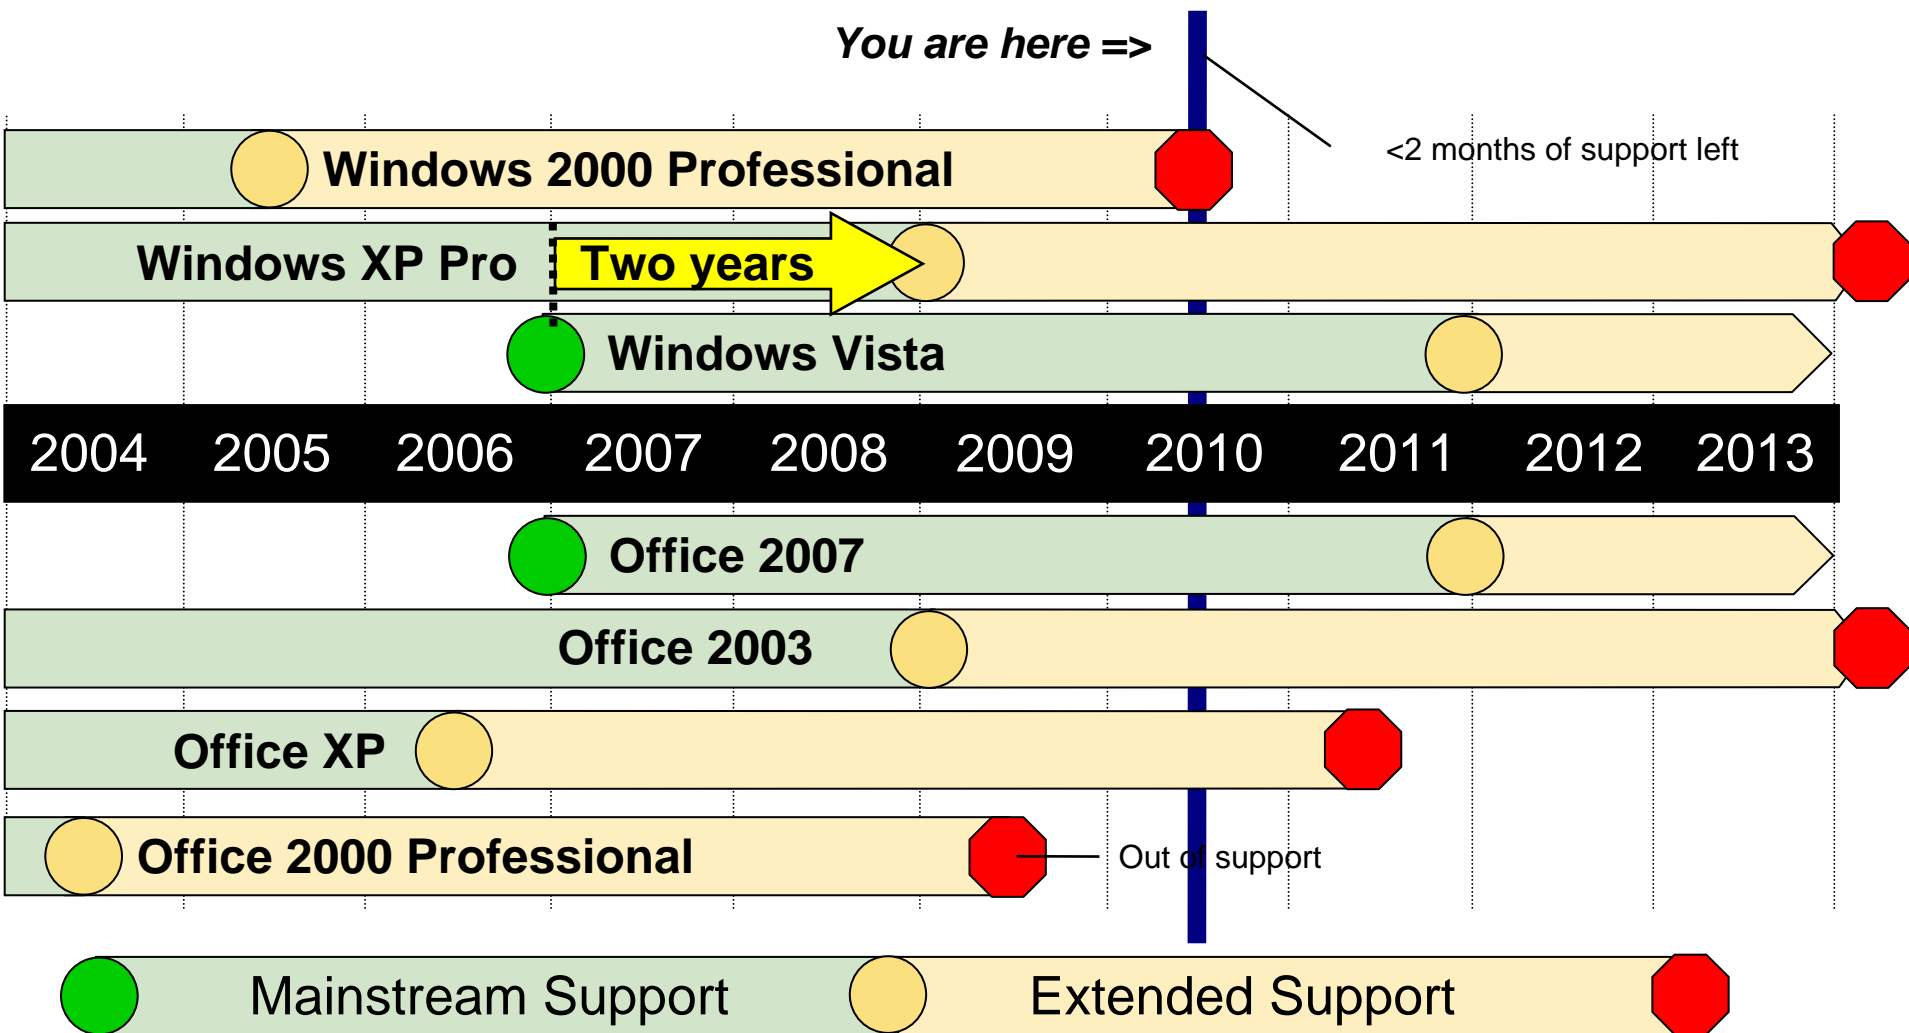 You are here =>
<2 months of support left
Windows 2000 Professional
Windows XP Pro
Two years
Windows Vista
2004 2005 2006 2007 2008 2009 2010 2011 2012 2013
Office 2007
Office 2003
Office XP
Office 2000 Professional
Out of support
Mainstream Support
Extended Support